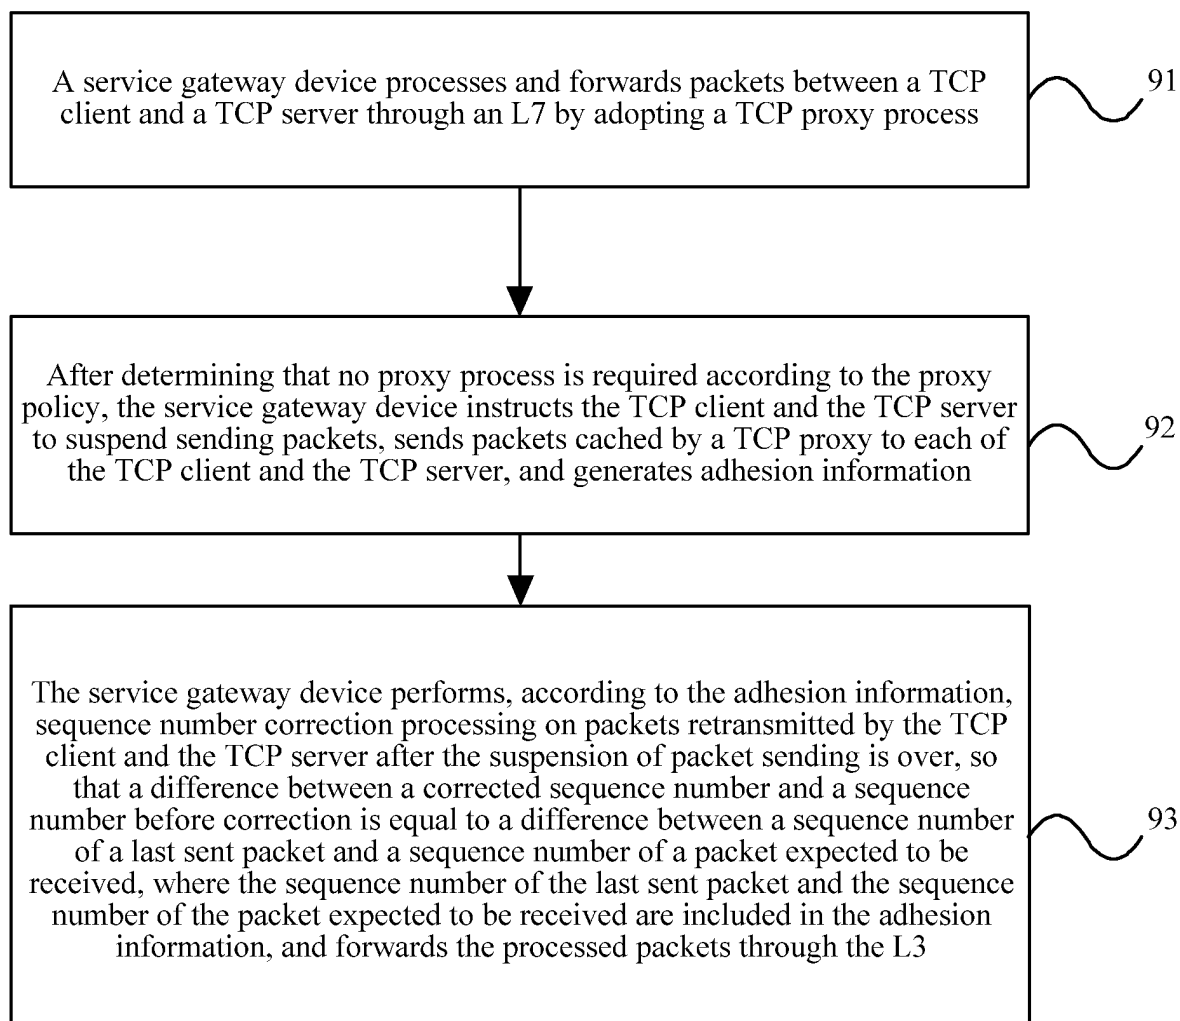 A service gateway device processes and forwards packets between a TCP
client and a TCP server through an L7 by adopting a TCP proxy process
91
After determining that no proxy process is required according to the proxy
policy, the service gateway device instructs the TCP client and the TCP server
to suspend sending packets, sends packets cached by a TCP proxy to each of
the TCP client and the TCP server, and generates adhesion information
92
The service gateway device performs, according to the adhesion information,
sequence number correction processing on packets retransmitted by the TCP
client and the TCP server after the suspension of packet sending is over, so
that a difference between a corrected sequence number and a sequence
number before correction is equal to a difference between a sequence number
of a last sent packet and a sequence number of a packet expected to be
received, where the sequence number of the last sent packet and the sequence
number of the packet expected to be received are included in the adhesion
information, and forwards the processed packets through the L3
93